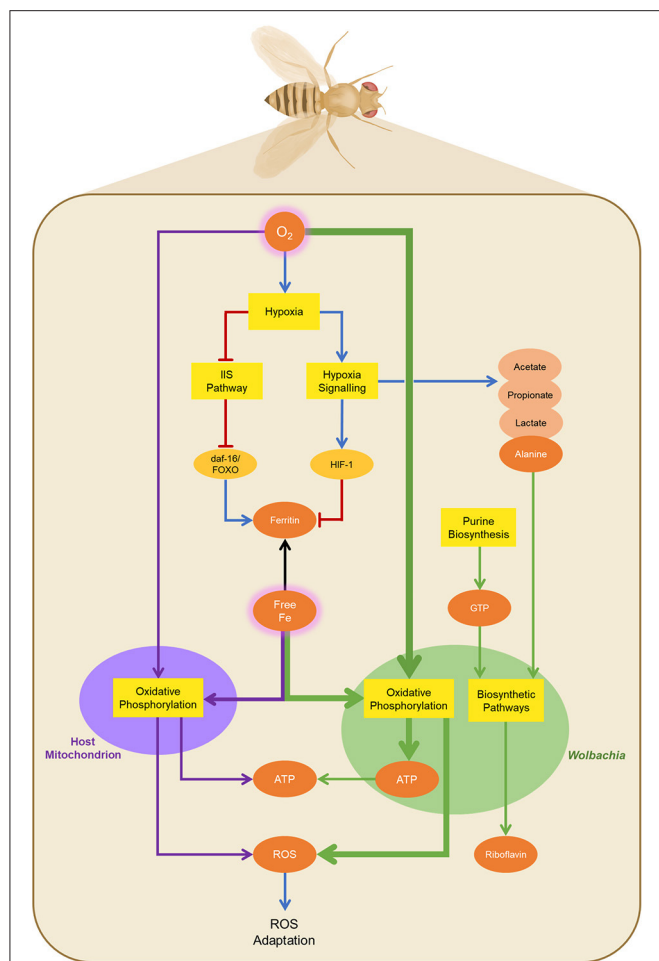 O2
Hypoxia
IIS
Pathway
Hypoxia
Signalling
Acetate
Propionate
Lactate
Alanine
daf-16/
FOXO
HIF-1
Ferritin
Purine
Biosynthesis
Free
Fe
GTP
Oxidative
Phosphorylation
Oxidative
Phosphorylation
Biosynthetic
Pathways
Host
Mitochondrion
Wolbachia
ATP
ATP
ROS
Riboflavin
ROS
Adaptation